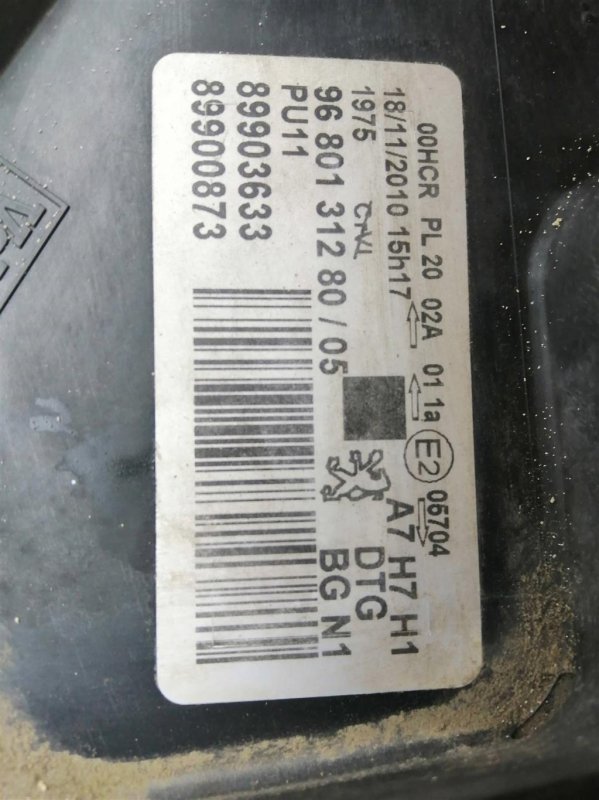 00HCR PL 20 02A 01.1a E2 05704
18/11/2010 15h17 A7 H7 H1
1975 DTG
96 801 312 80 / 05 BG N1
PU11
89903633
89900873